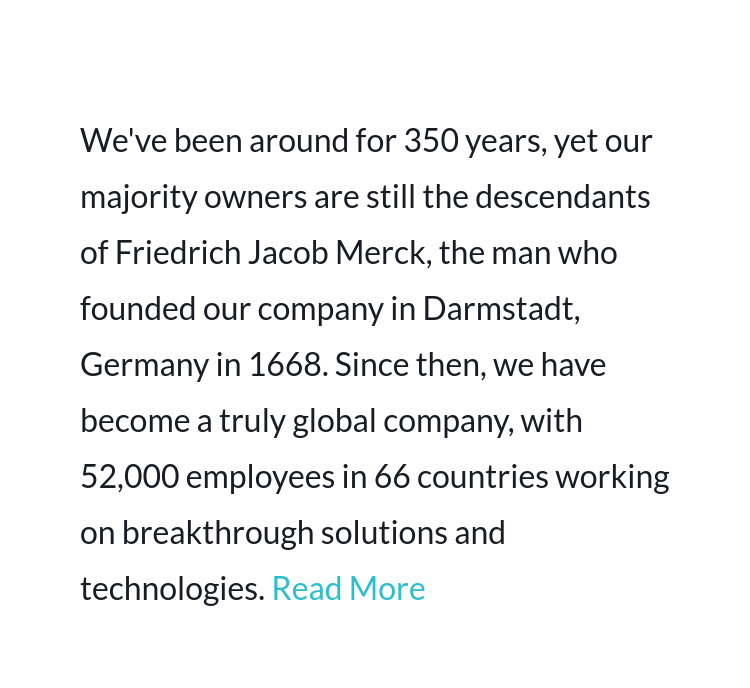 We've been around for 350 years, yet our
majority owners are still the descendants
of Friedrich Jacob Merck, the man who
founded our company in Darmstadt,
Germany in 1668. Since then, we have
become a truly global company, with
52,000 employees in 66 countries working
on breakthrough solutions and
technologies. Read More